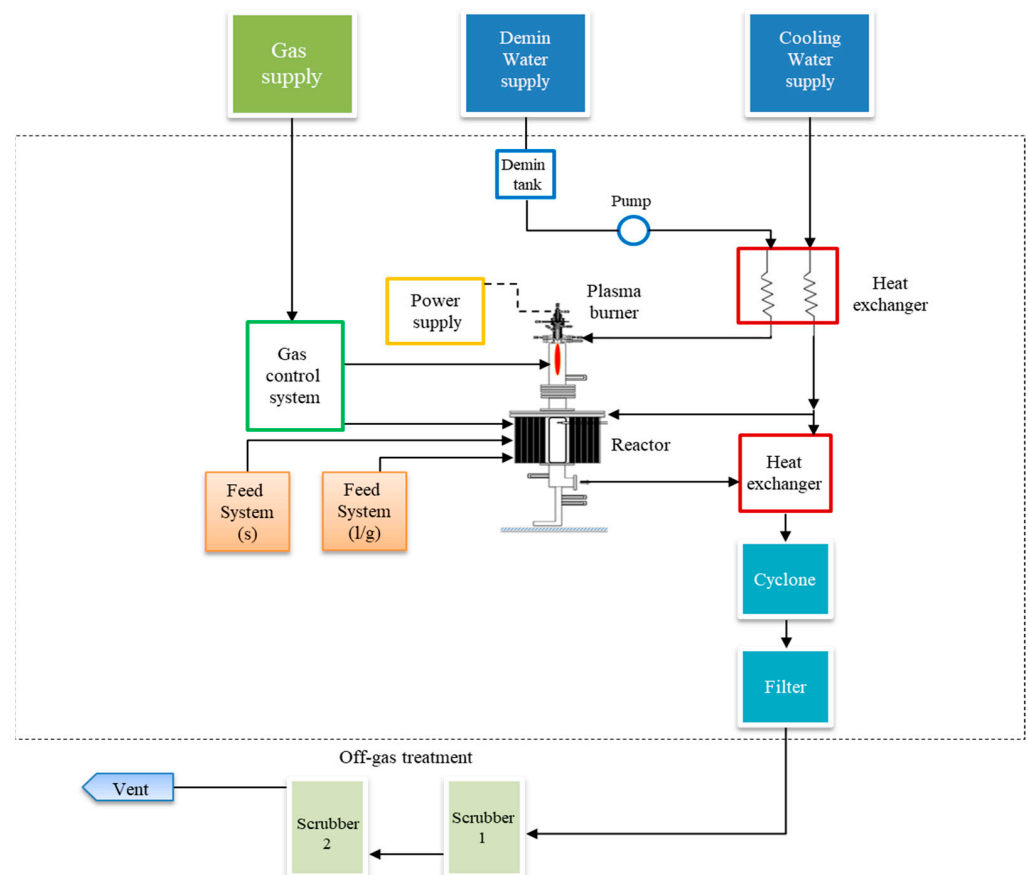 Gas
supply
Demin
Water
supply
Cooling
Water
supply
Demin
tank
Pump
Heat
exchanger
Power
supply
Plasma
burner
Gas
control
system
Reactor
Heat
exchanger
Feed
System
(s)
Feed
System
(l/g)
Cyclone
Filter
Off-gas treatment
Vent
Scrubber
2
Scrubber
1